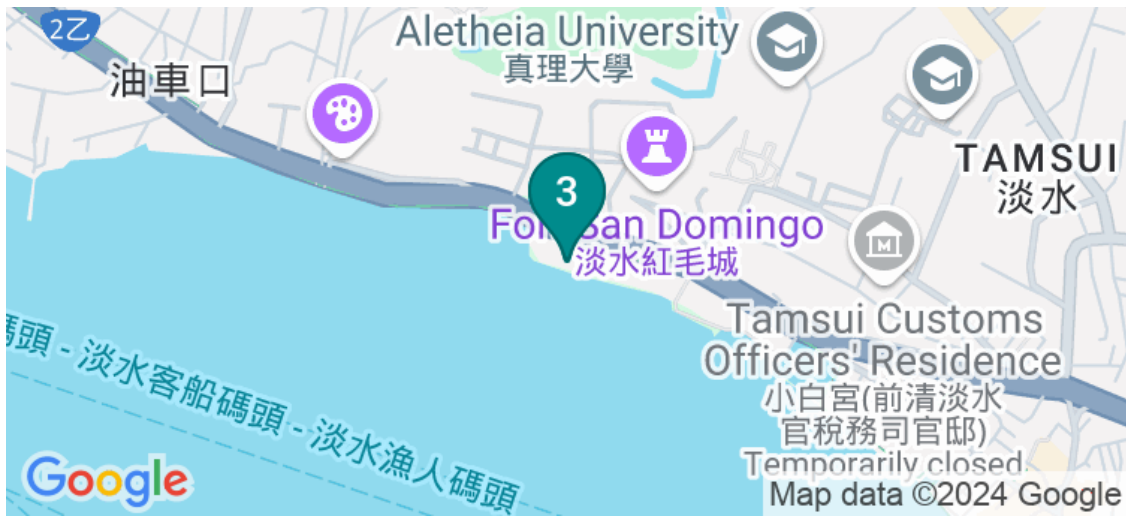 2乙
Aletheia University
真理大學
油車口
3
TAMSUI
淡水
San Domingo
淡水紅毛城
Tamsui Customs
Officers' Residence
小白宮(前清淡水
官稅務司官邸)
Temporarily closed
碼頭 - 淡水客船碼頭 - 淡水漁人碼頭
Google
Map data ©2024 Google